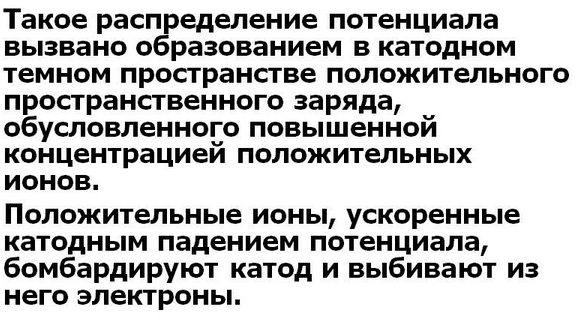 Такое распределение потенциала
вызвано образованием в катодном
темном пространстве положительного
пространственного заряда,
обусловленного повышенной
концентрацией положительных
ионов.
Положительные ионы, ускоренные
катодным падением потенциала,
бомбардируют катод и выбивают из
него электроны.